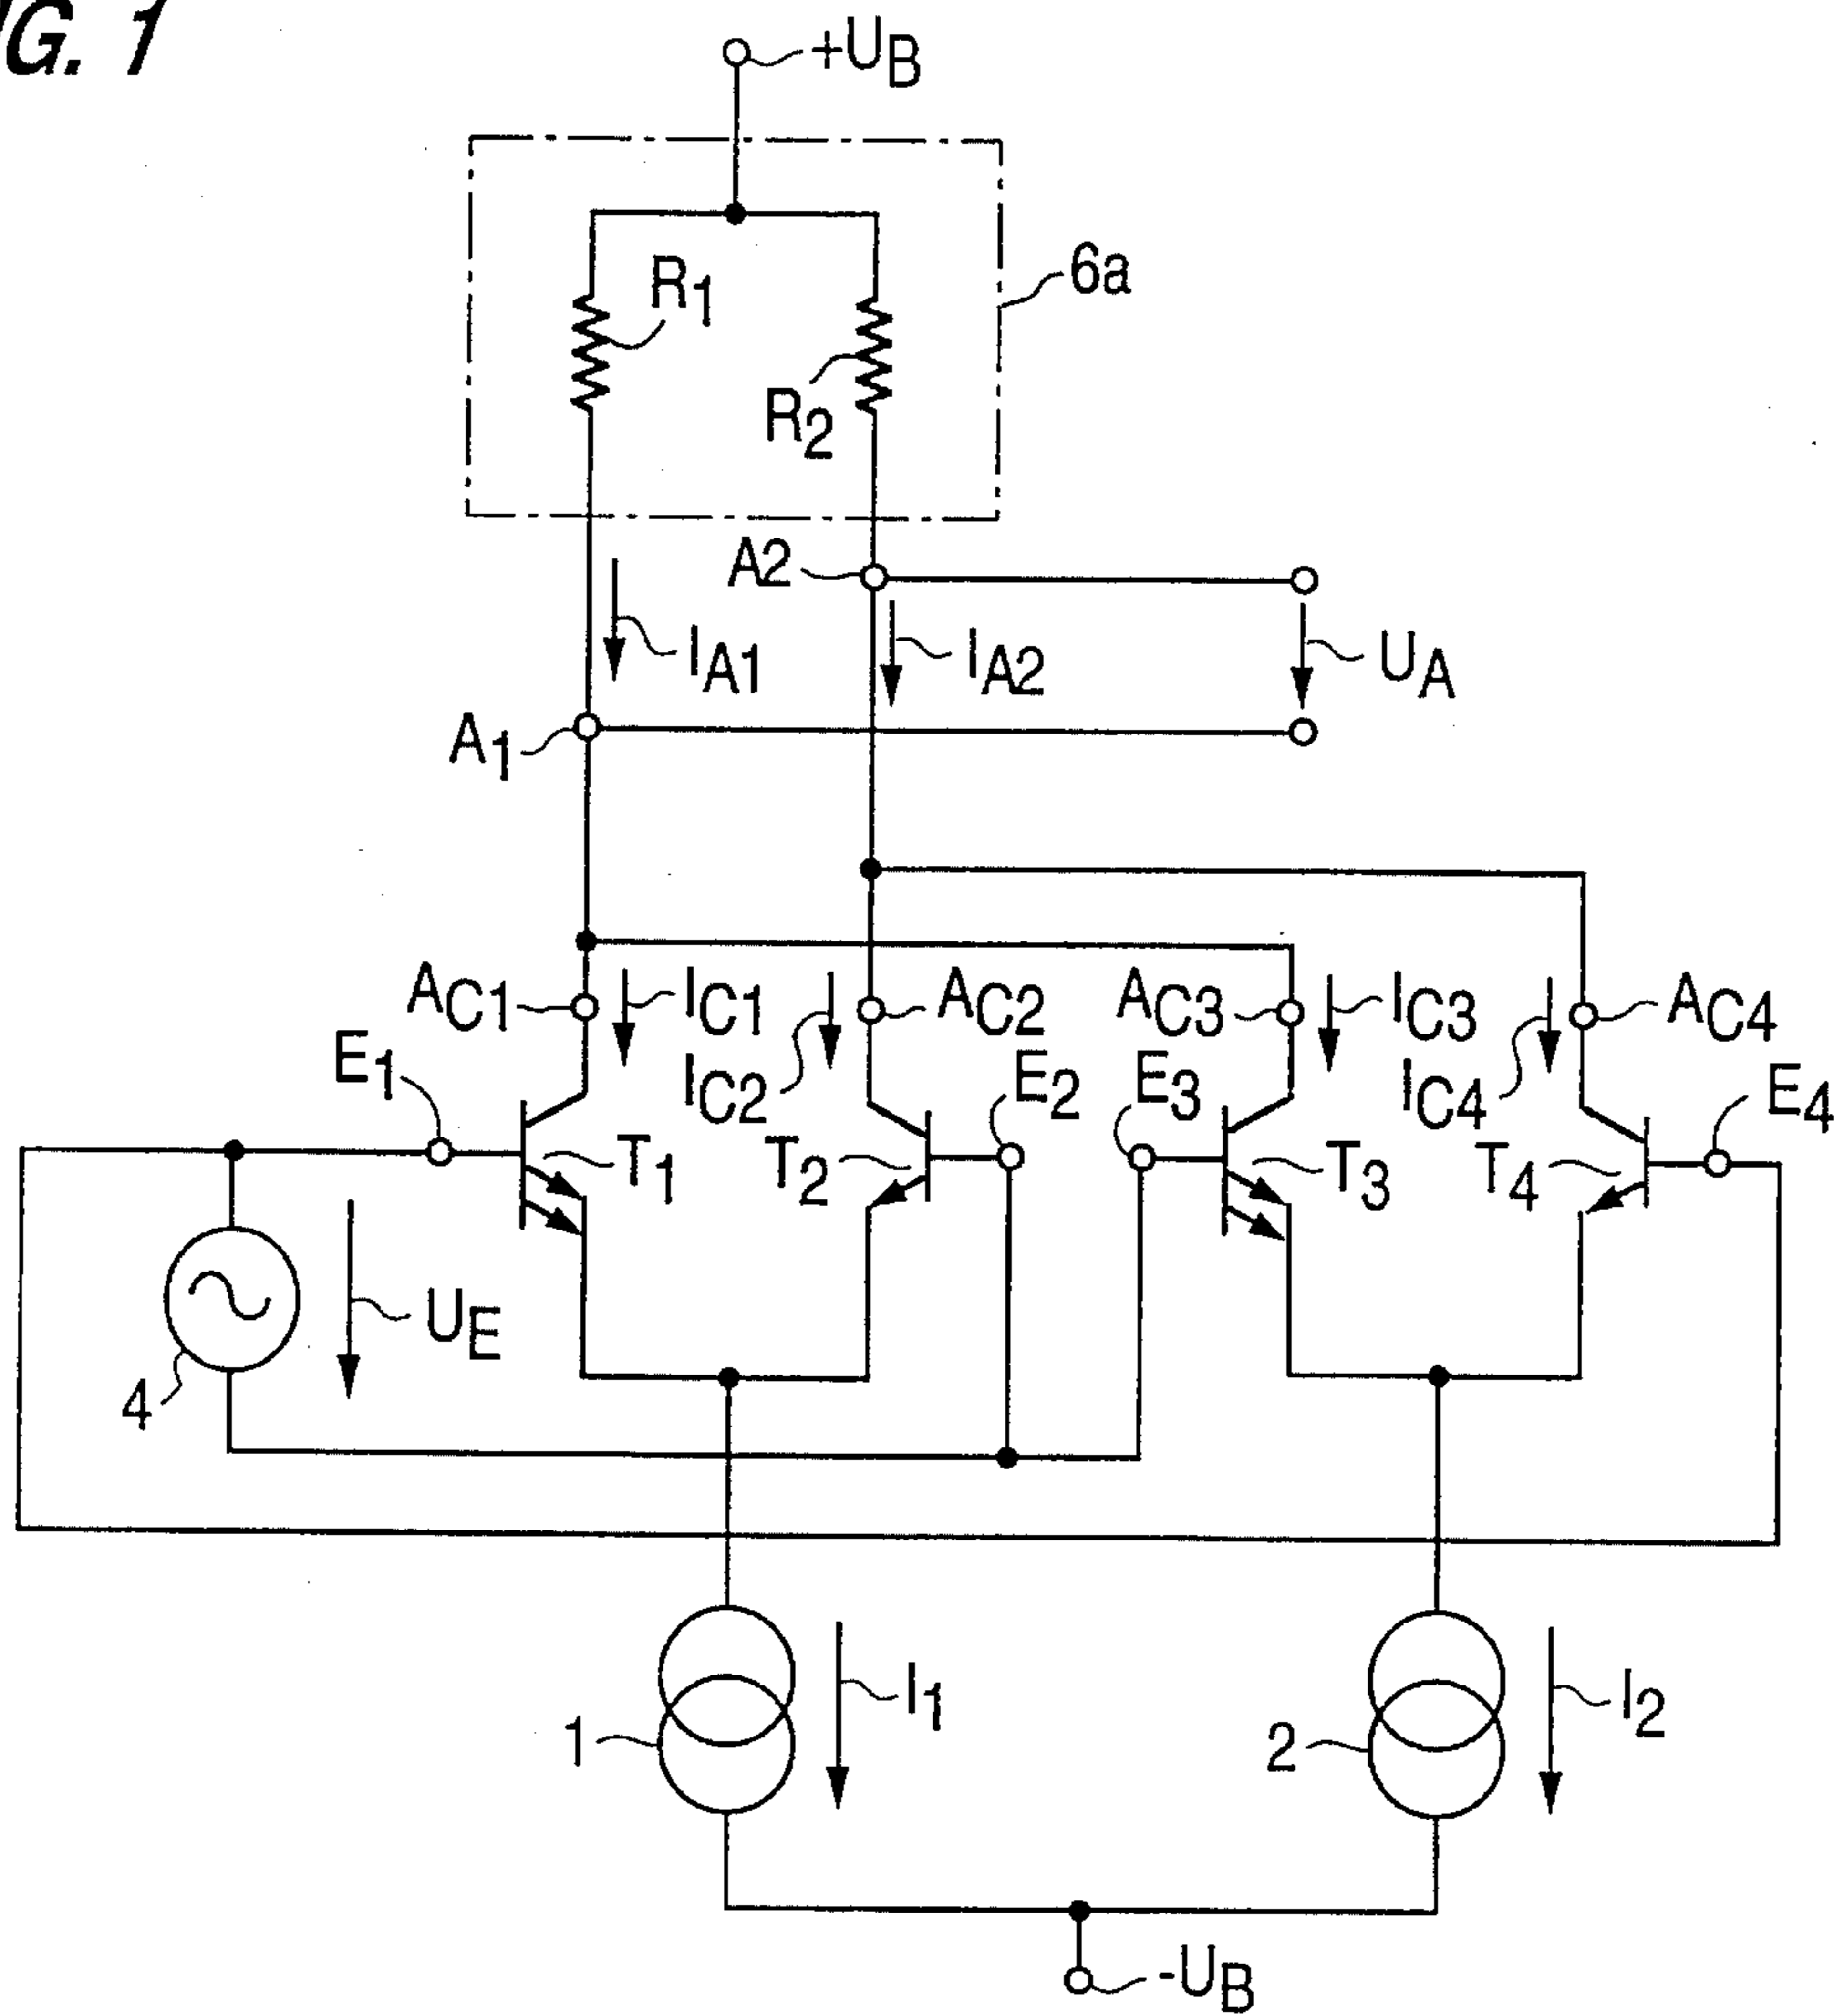 G. 1
+UB
R1
6a
R2
A2
IA1
IA2
UA
A1
AC1
IC1
AC2
AC3
IC3
AC4
E1
IC2
E2
E3
IC4
E4
T1
T2
T3
T4
UE
4
I1
I2
1
2
-UB